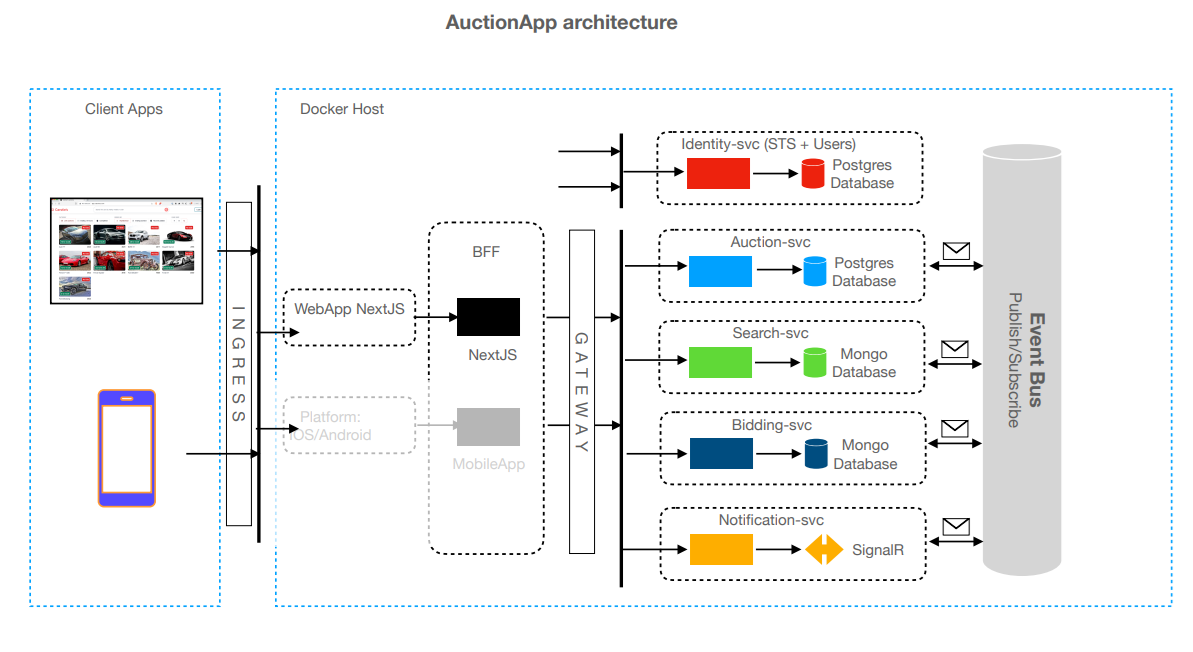 AuctionApp architecture
Client Apps
Docker Host
INGRESS
WebApp NextJS
Platform:
iOS/Android
BFF
NextJS
MobileApp
GATEWAY
Identity-svc (STS + Users)
Postgres
Database
Auction-svc
Postgres
Database
Search-svc
Mongo
Database
Bidding-svc
Mongo
Database
Notification-svc
SignalR
Event Bus
Publish/Subscribe